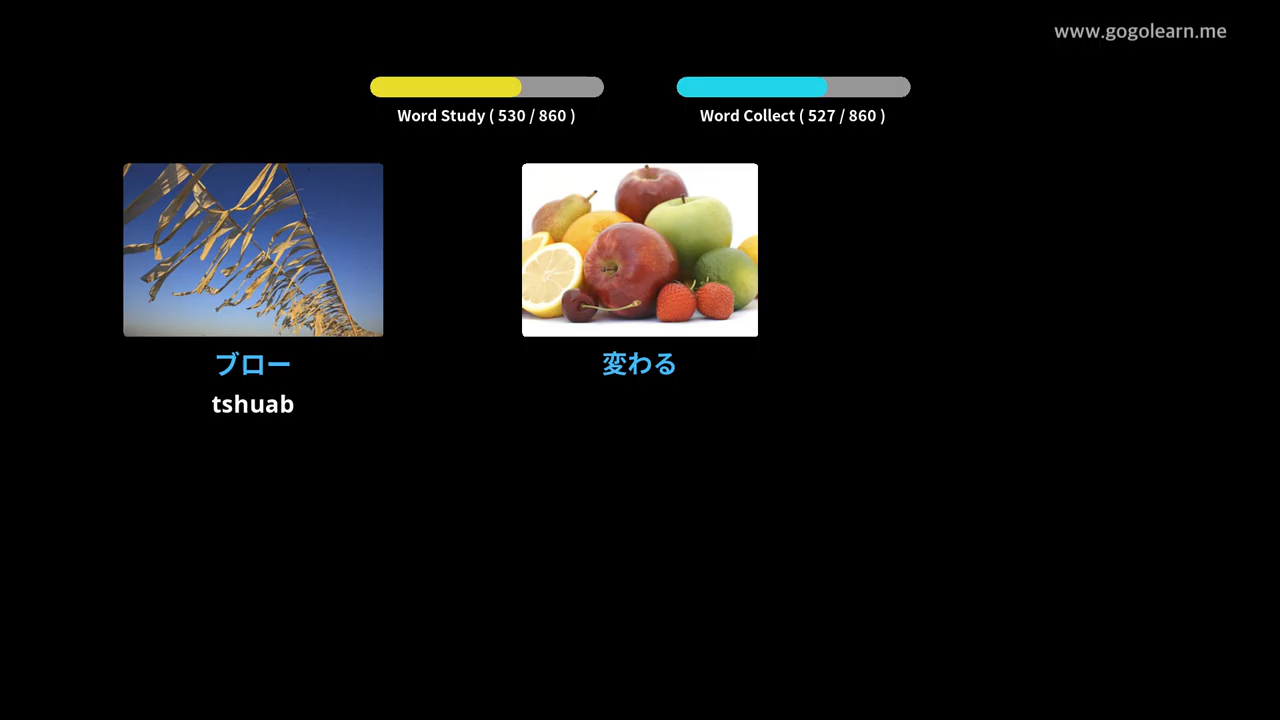 www.gogolearn.me
Word Study ( 530 / 860 )
Word Collect ( 527 / 860 )
ブロー
tshuab
変わる